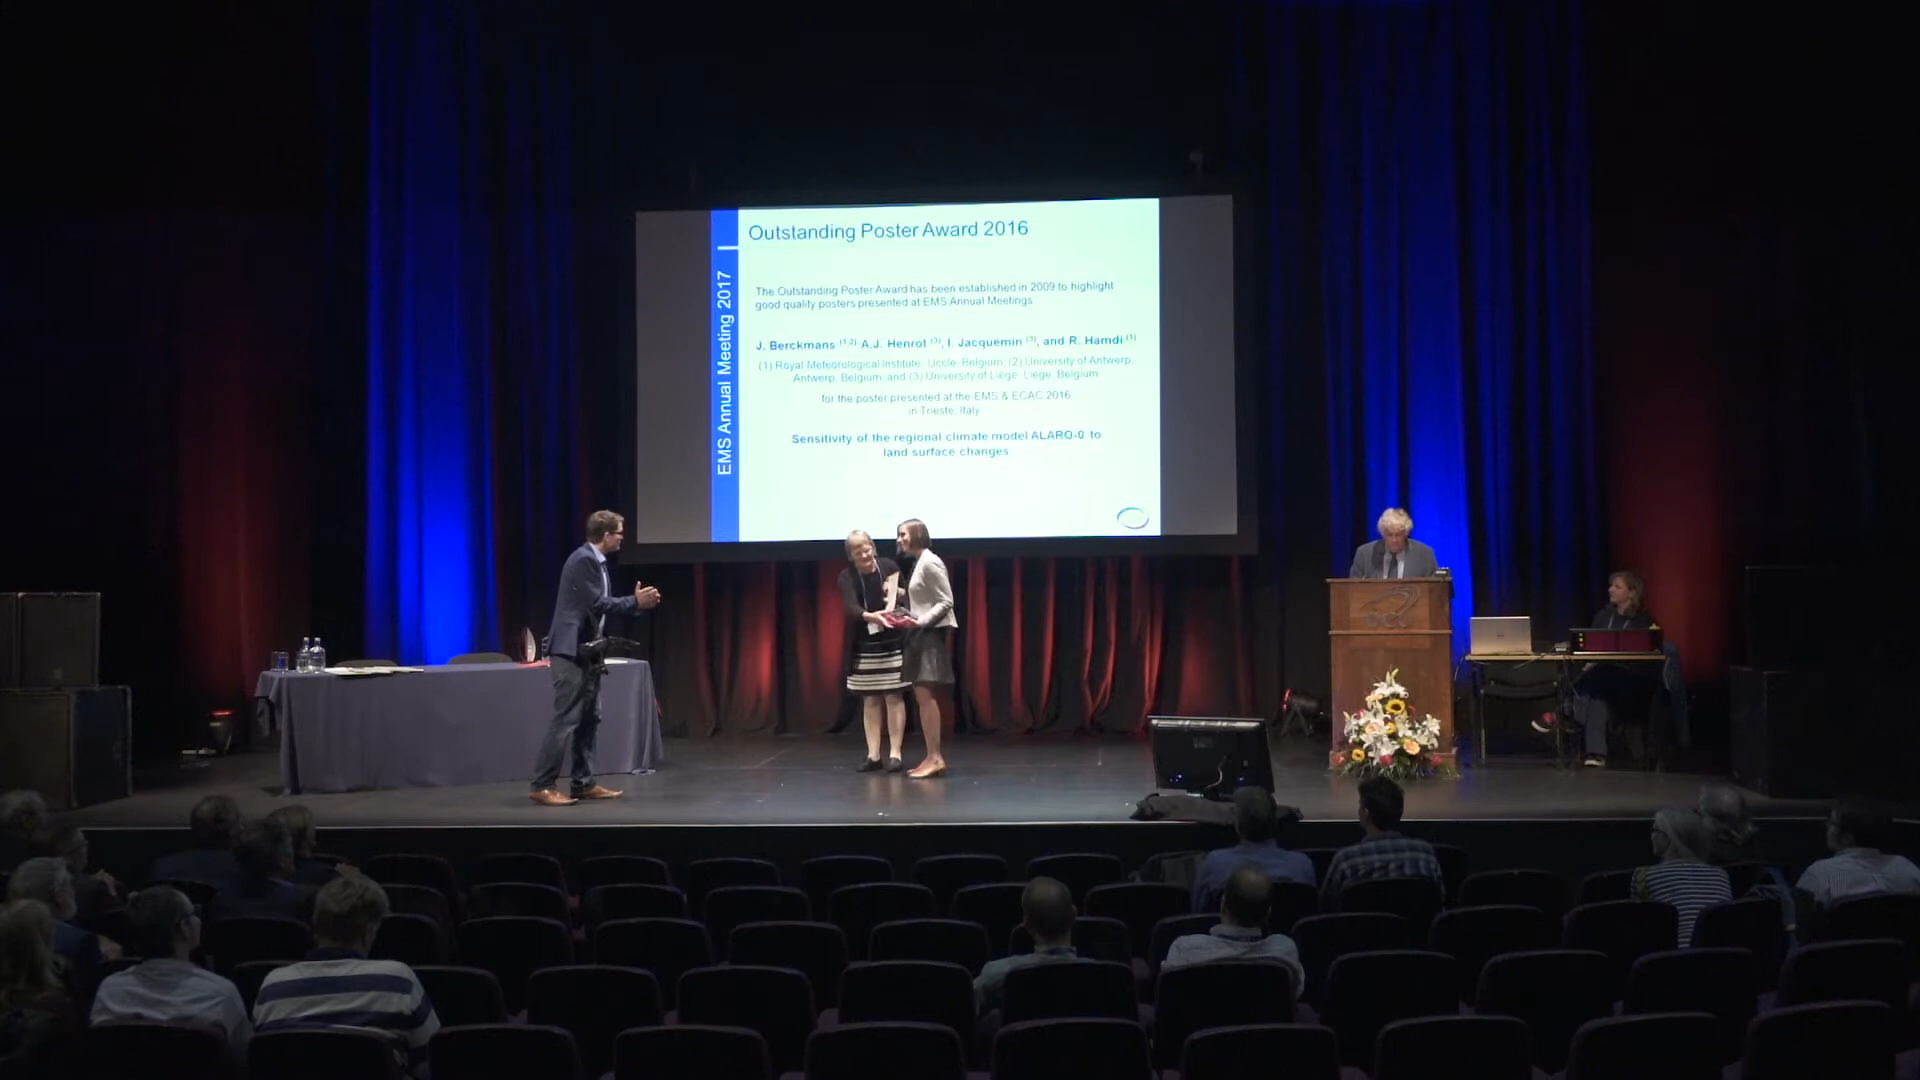 Outstanding Poster Award 2016
EMS Annual Meeting 2017
The Outstanding Poster Award has been established in 2009 to highlight
good quality posters presented at EMS Annual Meetings
J. Berckmans (1,2) A.J. Henrot (3), I. Jacquemin (3), and R. Hamdi (1)
(1) Royal Meteorological Institute, Uccle, Belgium, (2) University of Antwerp,
Antwerp, Belgium, and (3) University of Liège, Liège, Belgium
for the poster presented at the EMS & ECAC 2016
in Trieste, Italy
Sensitivity of the regional climate model ALARO-0 to
land surface changes